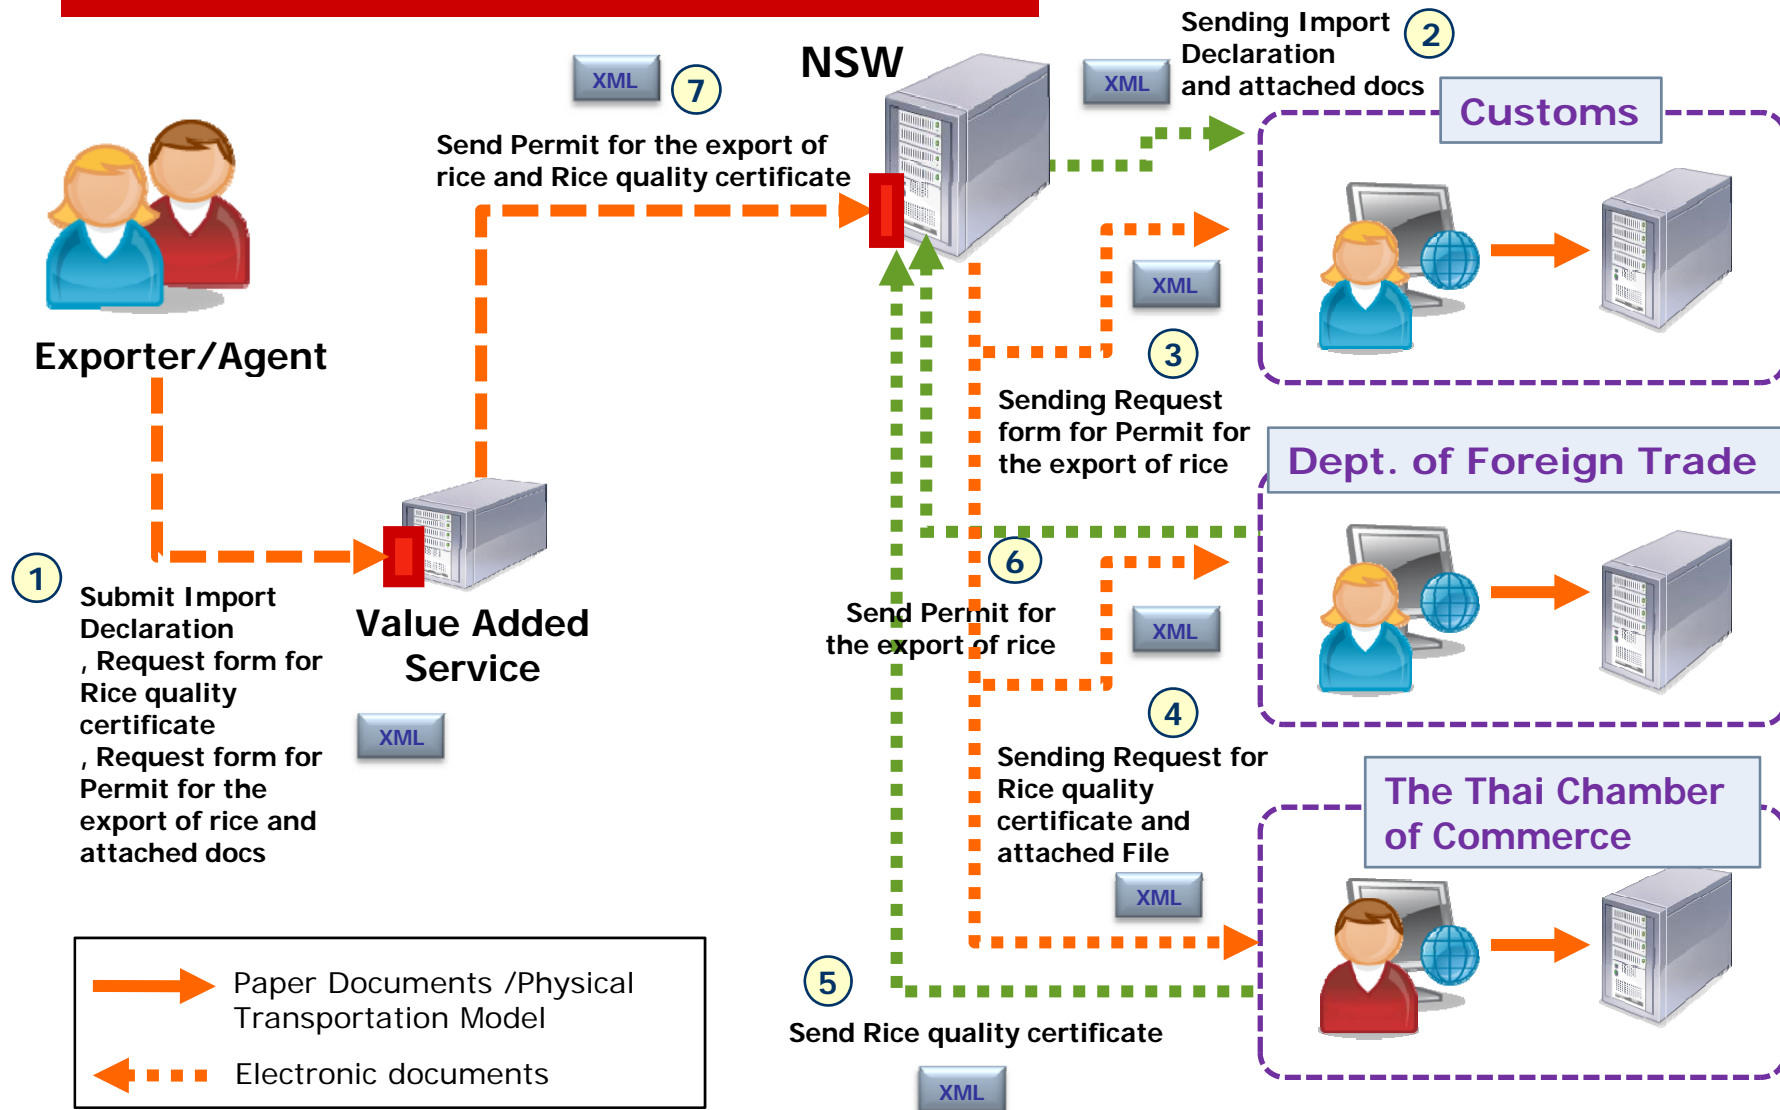 Sending Import
Declaration
and attached docs
2
NSW
XML
7
XML
Customs
Send Permit for the export of
rice and Rice quality certificate
XML
Exporter/Agent
3
Sending Request
form for Permit for
the export of rice
Dept. of Foreign Trade
1
Submit Import
Declaration
, Request form for
Rice quality
certificate
, Request form for
Permit for the
export of rice and
attached docs
Value Added
Service
XML
6
Send Permit for
the export of rice
XML
4
Sending Request for
Rice quality
certificate and
attached File
XML
The Thai Chamber
of Commerce
5
Send Rice quality certificate
XML
Paper Documents /Physical
Transportation Model
Electronic documents